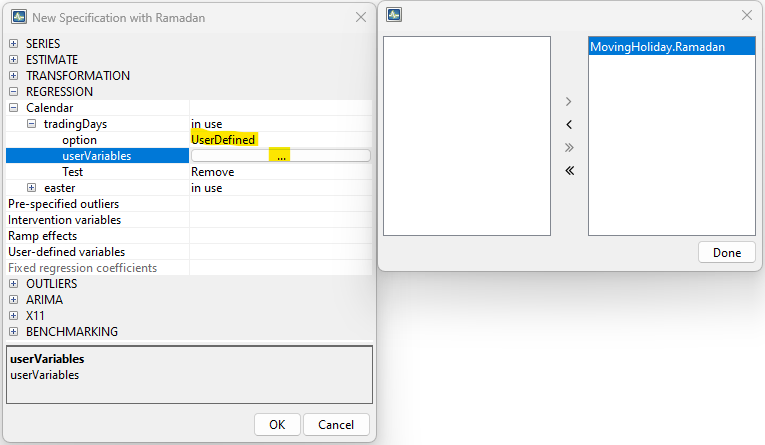 New Specification with Ramadan
SERIES
ESTIMATE
TRANSFORMATION
REGRESSION
Calendar
tradingDays in use
option UserDefined
userVariables ...
Test Remove
easter in use
Pre-specified outliers
Intervention variables
Ramp effects
User-defined variables
Fixed regression coefficients
OUTLIERS
ARIMA
X11
BENCHMARKING
userVariables
userVariables
OK Cancel
MovingHoliday.Ramadan
Done